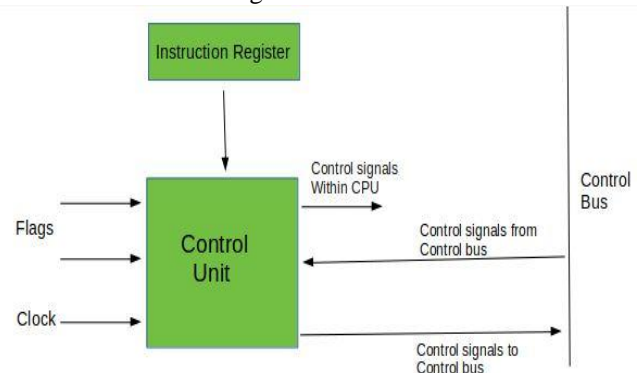 Instruction Register
Control signals
Within CPU
Control
Bus
Flags
Control signals from
Control bus
Control
Unit
Clock
Control signals to
Control bus